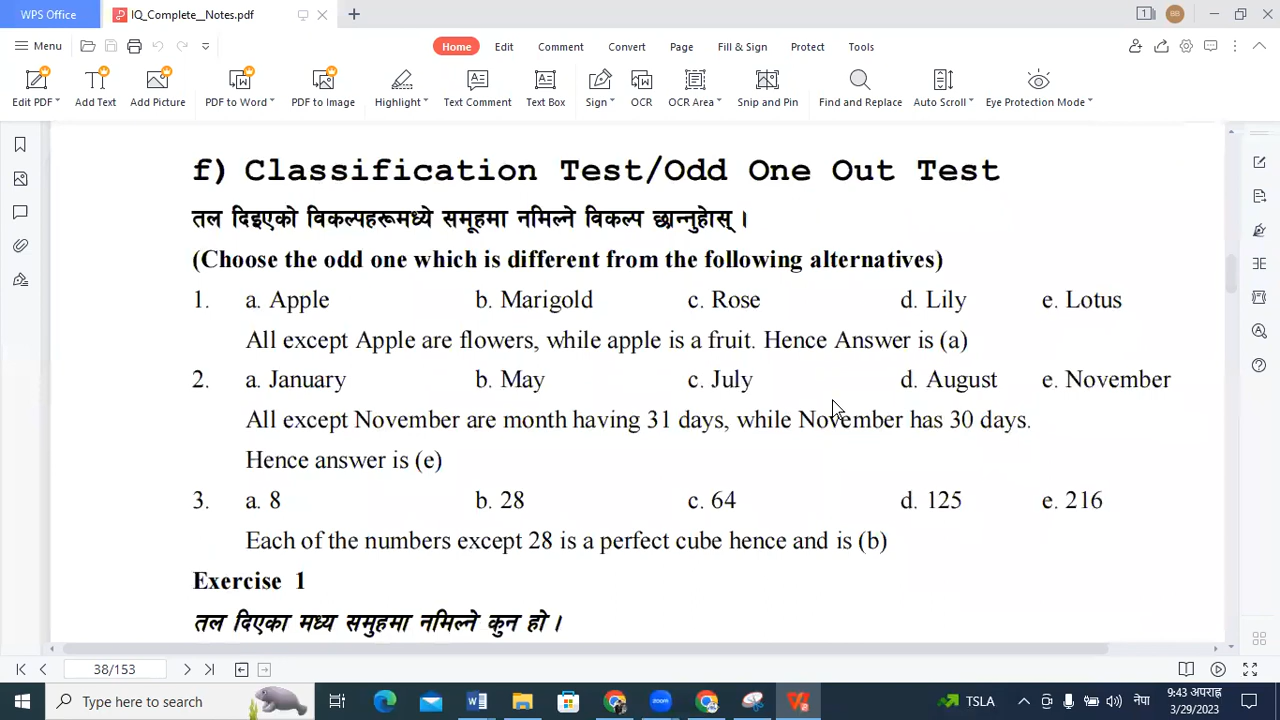 WPS Office
IQ_Complete__Notes.pdf
BB
Menu
Home Edit Comment Convert Page Fill & Sign Protect Tools
Edit PDF Add Text Add Picture PDF to Word PDF to Image Highlight Text Comment Text Box Sign OCR OCR Area Snip and Pin Find and Replace Auto Scroll Eye Protection Mode
f) Classification Test/Odd One Out Test
तल दिइएको विकल्पहरूमध्ये समूहमा नमिल्ने विकल्प छान्नुहोस् ।
(Choose the odd one which is different from the following alternatives)
1. a. Apple b. Marigold c. Rose d. Lily e. Lotus
All except Apple are flowers, while apple is a fruit. Hence Answer is (a)
2. a. January b. May c. July d. August e. November
All except November are month having 31 days, while November has 30 days.
Hence answer is (e)
3. a. 8 b. 28 c. 64 d. 125 e. 216
Each of the numbers except 28 is a perfect cube hence and is (b)
Exercise 1
तल दिएका मध्य समुहमा नमिल्ने कुन हो ।
38/153
Type here to search
zoom
TSLA
नेपा
9:43 अपराह्न
3/29/2023